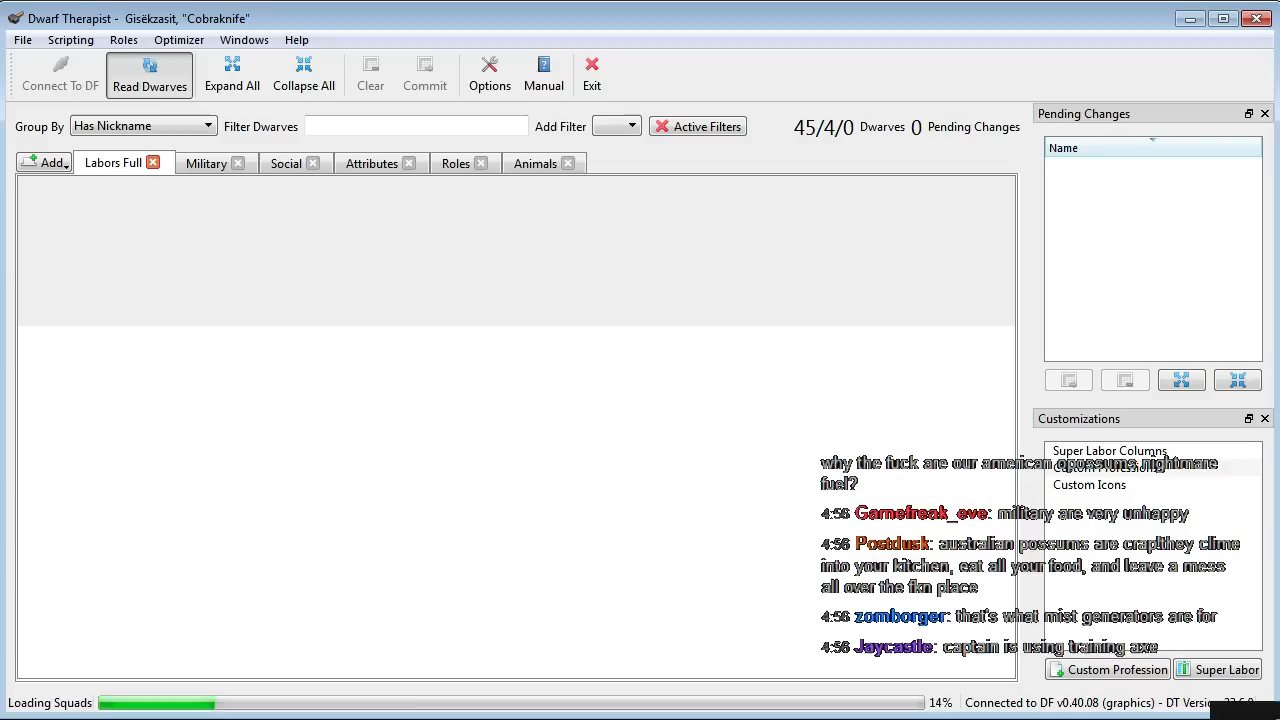 Dwarf Therapist - Gisëkzasit, "Cobraknife"
File Scripting Roles Optimizer Windows Help
Connect To DF Read Dwarves Expand All Collapse All Clear Commit Options Manual Exit
Group By Has Nickname Filter Dwarves Add Filter Active Filters 45/4/0 Dwarves 0 Pending Changes
Add... Labors Full Military Social Attributes Roles Animals
Pending Changes
Name
Customizations
Super Labor Columns
Custom Icons
why the fuck are our american opossums nightmare
fuel?
4:56 Gamefreak_eve: military are very unhappy
4:56 Postdusk: australian possums are crap!they clime
into your kitchen, eat all your food, and leave a mess
all over the fkn place
4:56 zomborger: that's what mist generators are for
4:56 Jaycastle: captain is using training axe
Custom Profession Super Labor
Loading Squads 14% Connected to DF v0.40.08 (graphics) - DT Version